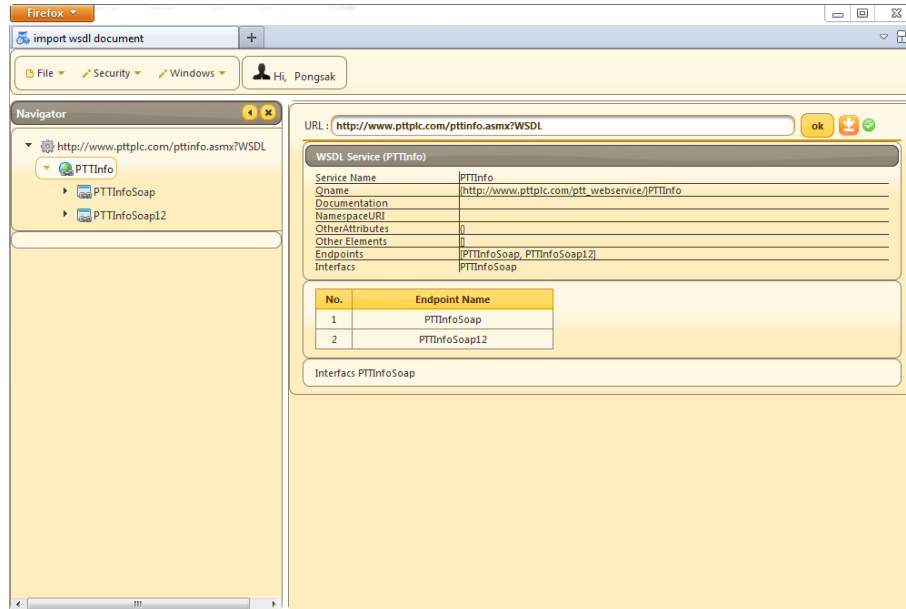 Firefox
import wsdl document
File Security Windows Hi, Pongsak
Navigator
http://www.pttplc.com/pttinfo.asmx?WSDL
PTTInfo
PTTInfoSoap
PTTInfoSoap12
URL : http://www.pttplc.com/pttinfo.asmx?WSDL ok
WSDL Service (PTTInfo)
Service Name PTTInfo
Qname {http://www.pttplc.com/ptt_webservice/}PTTInfo
Documentation
NamespaceURI
OtherAttributes {}
Other Elements []
Endpoints [PTTInfoSoap, PTTInfoSoap12]
Interfacs PTTInfoSoap
No. Endpoint Name
1 PTTInfoSoap
2 PTTInfoSoap12
Interfacs PTTInfoSoap